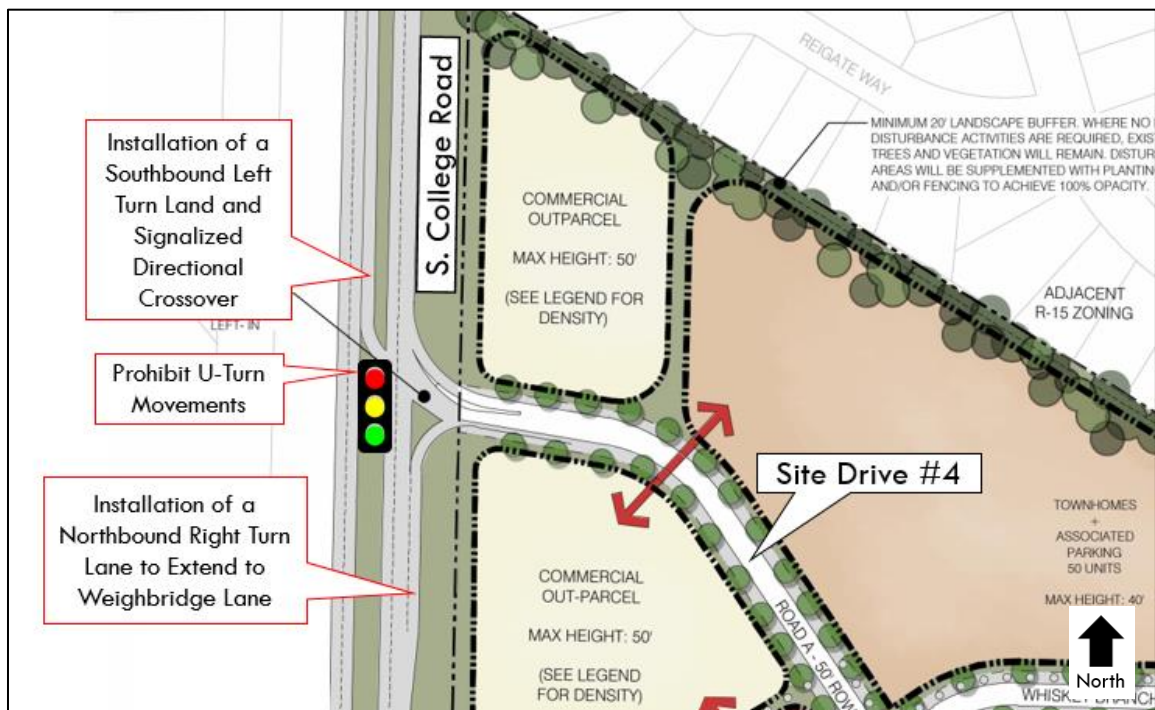 Installation of a
Southbound Left
Turn Land and
Signalized
Directional
Crossover
LEFT- IN
Prohibit U-Turn
Movements
Installation of a
Northbound Right Turn
Lane to Extend to
Weighbridge Lane
S. College Road
COMMERCIAL
OUTPARCEL
MAX HEIGHT: 50'
(SEE LEGEND FOR
DENSITY)
REIGATE WAY
MINIMUM 20' LANDSCAPE BUFFER. WHERE NO
DISTURBANCE ACTIVITIES ARE REQUIRED, EXIS
TREES AND VEGETATION WILL REMAIN. DISTUR
AREAS WILL BE SUPPLEMENTED WITH PLANTIN
AND/OR FENCING TO ACHIEVE 100% OPACITY.
ADJACENT
R-15 ZONING
Site Drive #4
COMMERCIAL
OUT-PARCEL
MAX HEIGHT: 50'
(SEE LEGEND
FOR DENSITY)
TOWNHOMES
+
ASSOCIATED
PARKING
50 UNITS
MAX HEIGHT: 40'
ROAD A - 50' ROW
North
WHISKEY BRANCH